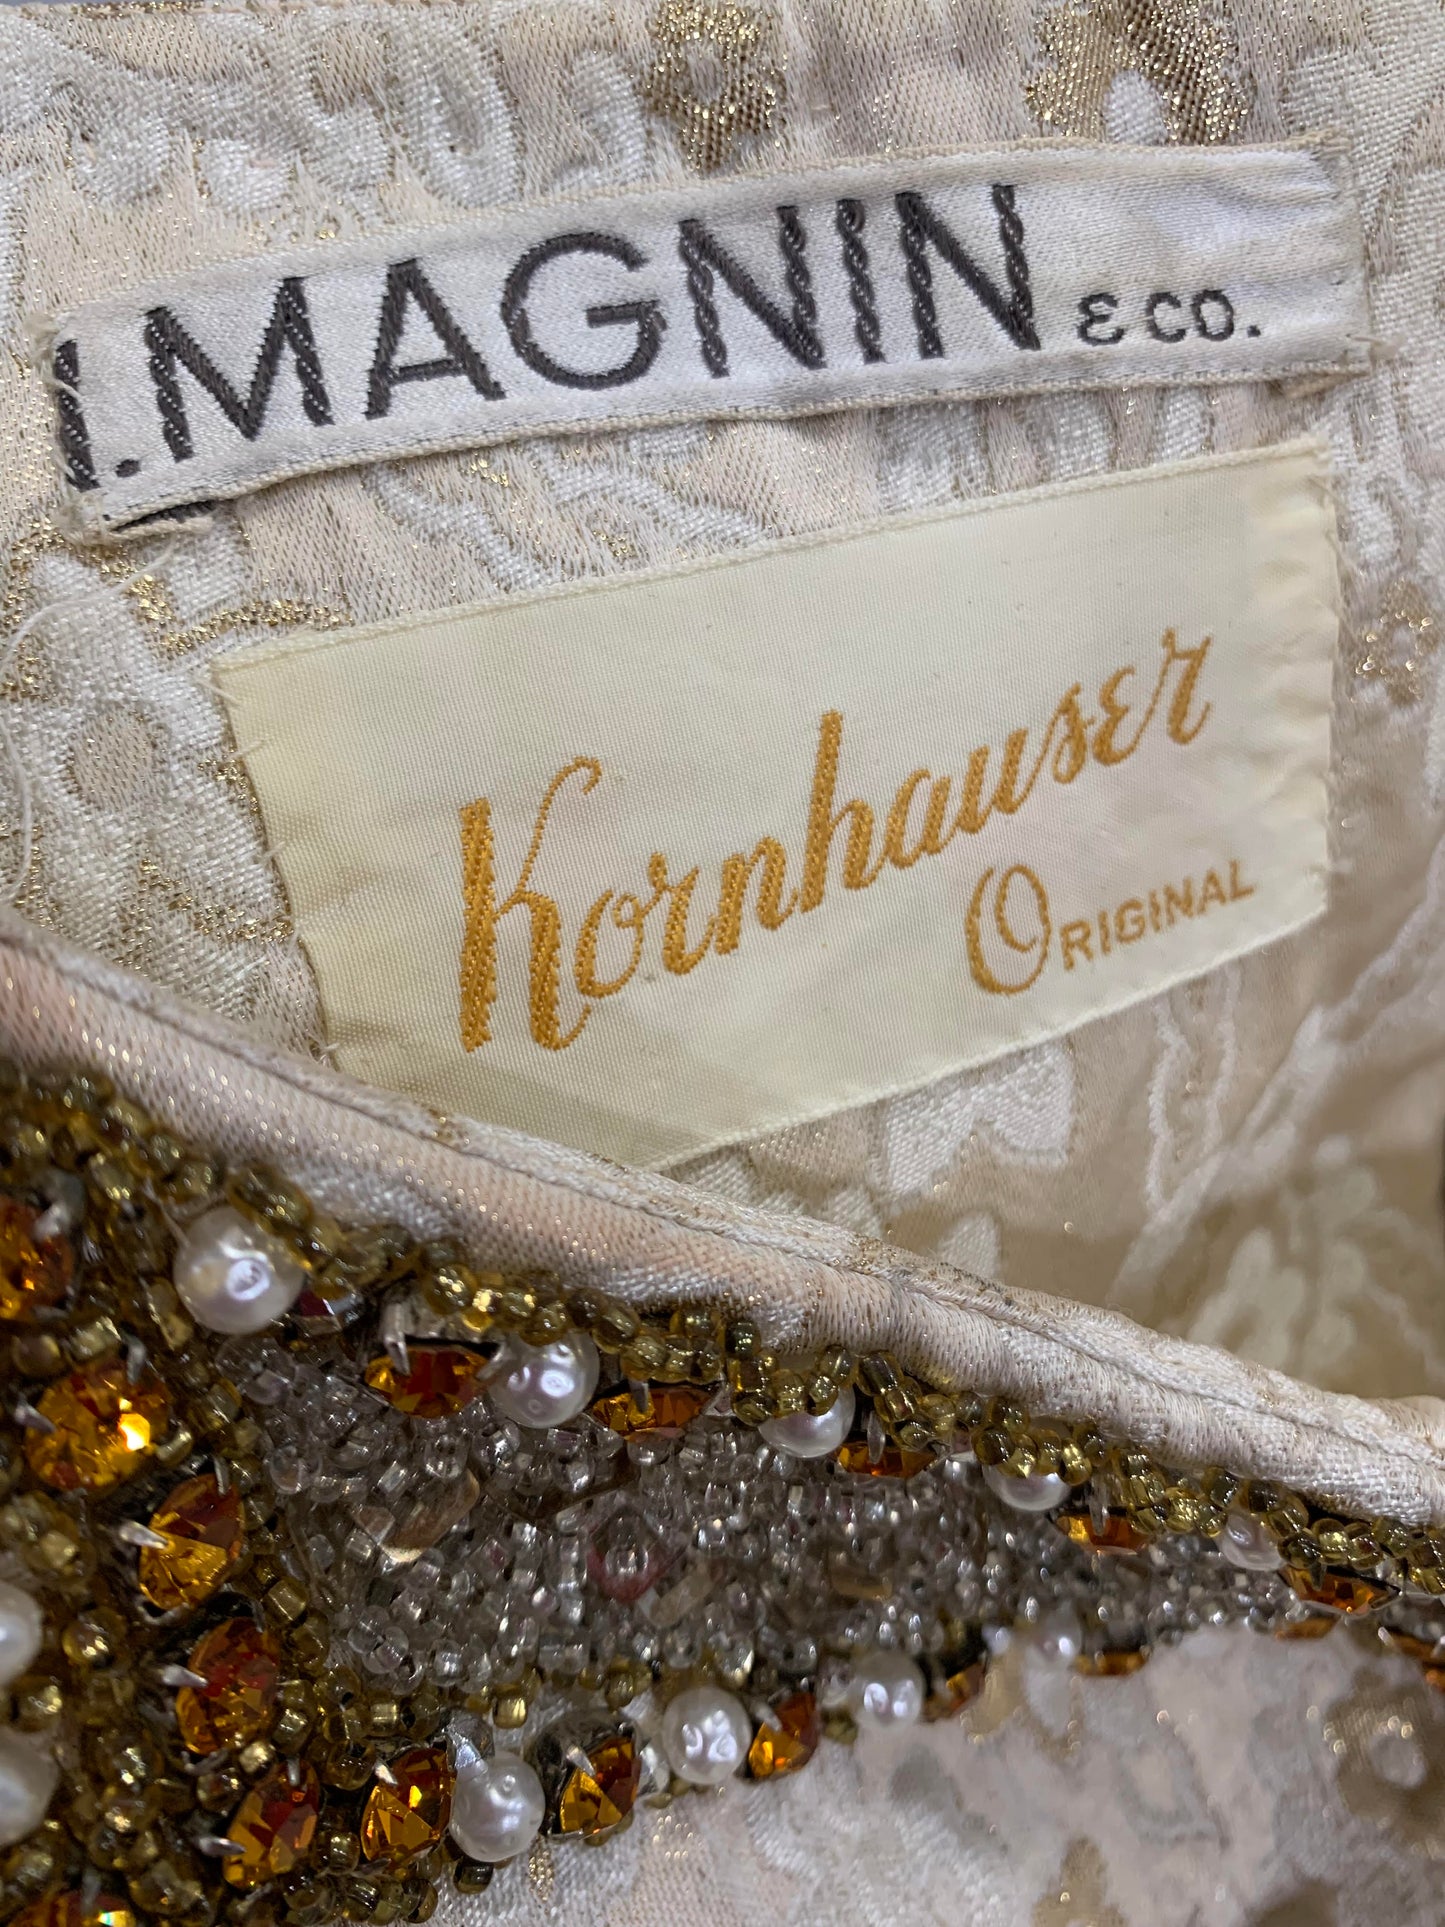 I. MAGNIN & CO.
Kornhauser
ORIGINAL